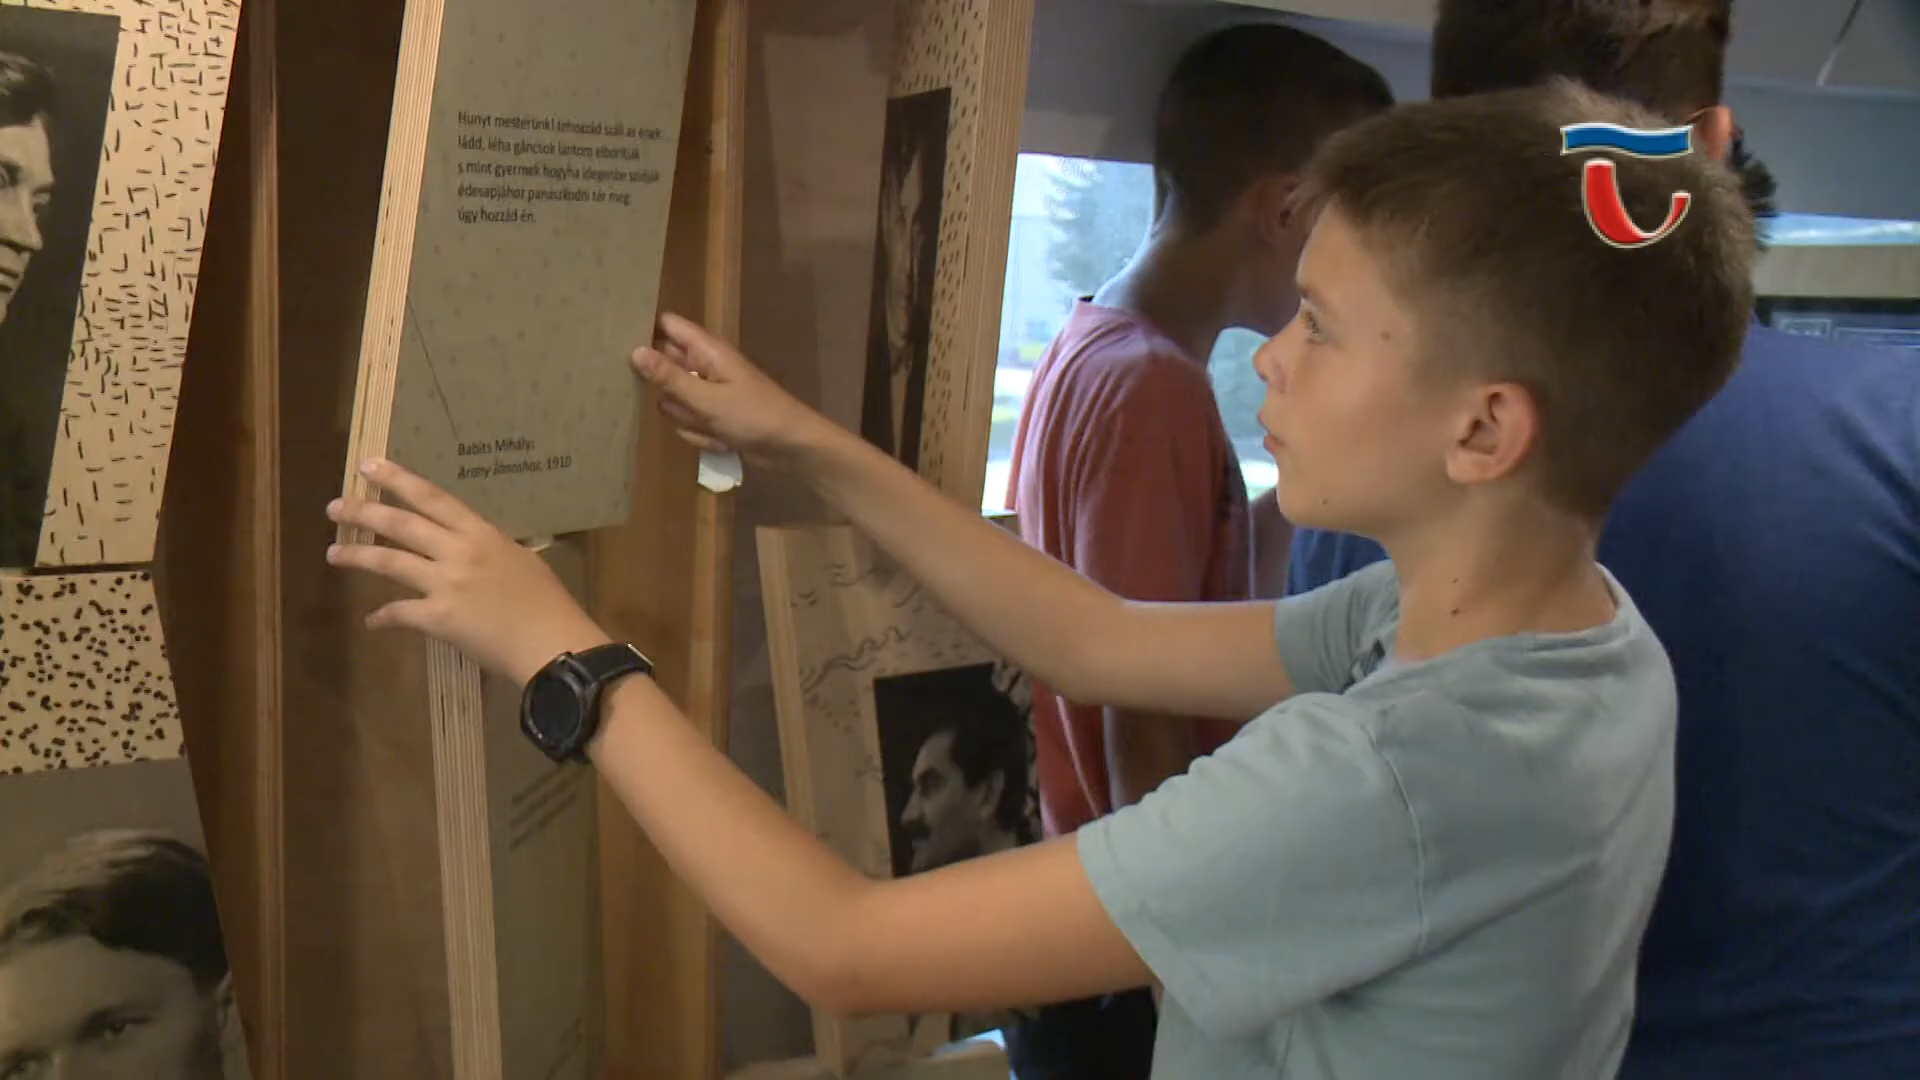 Hunyt mesterünk! tehozzád száll az ének:
ládd, léha gáncsok lantom elborítják
s mint gyermek hogyha idegenbe szidják
édesapjához panaszkodni tér meg:
úgy hozzád én.
Babits Mihály:
Arany Jánoshoz, 1910